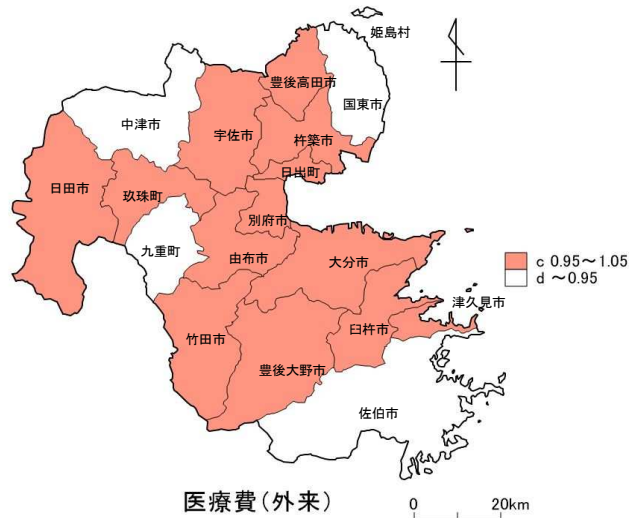 姫島村
豊後高田市
国東市
中津市
宇佐市
杵築市
日出町
日田市
玖珠町
別府市
九重町
由布市
大分市
c 0.95～1.05
d ～0.95
津久見市
臼杵市
竹田市
豊後大野市
佐伯市
医療費(外来)
0 20km